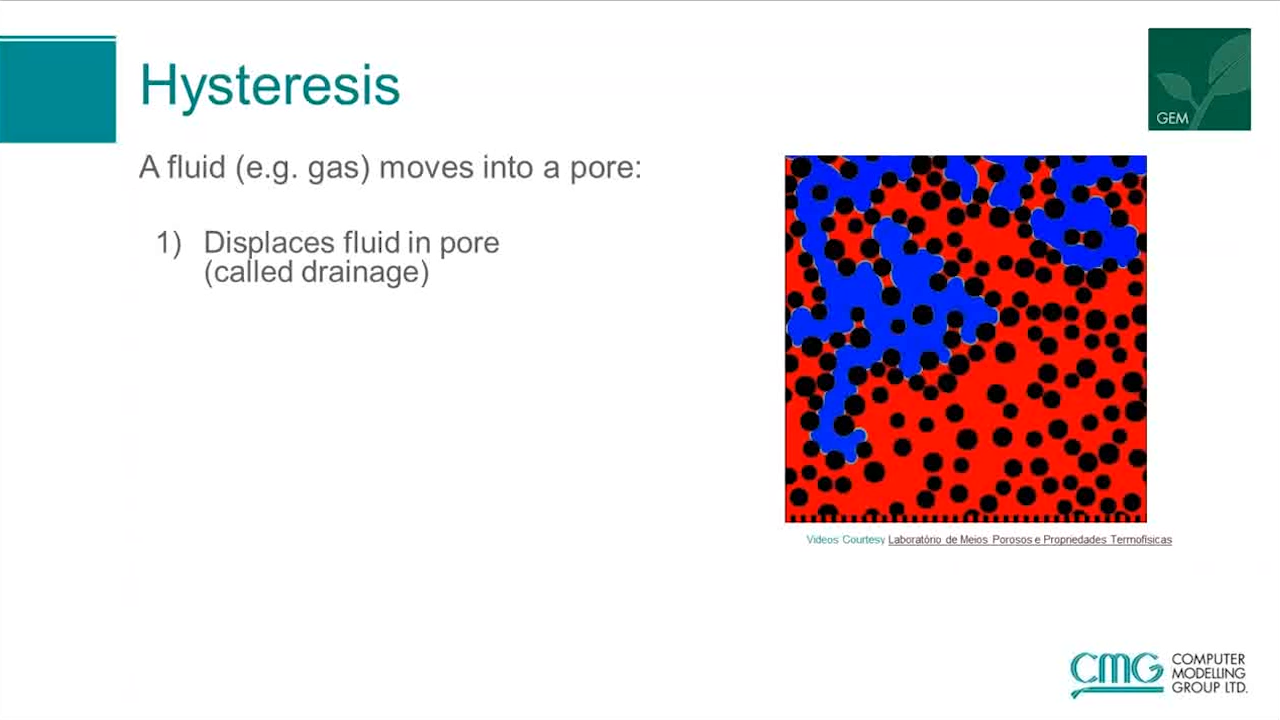 Hysteresis
GEM
A fluid (e.g. gas) moves into a pore:
1) Displaces fluid in pore
(called drainage)
Videos Courtesy Laboratório de Meios Porosos e Propriedades Termofísicas
CMG COMPUTER
MODELLING
GROUP LTD.